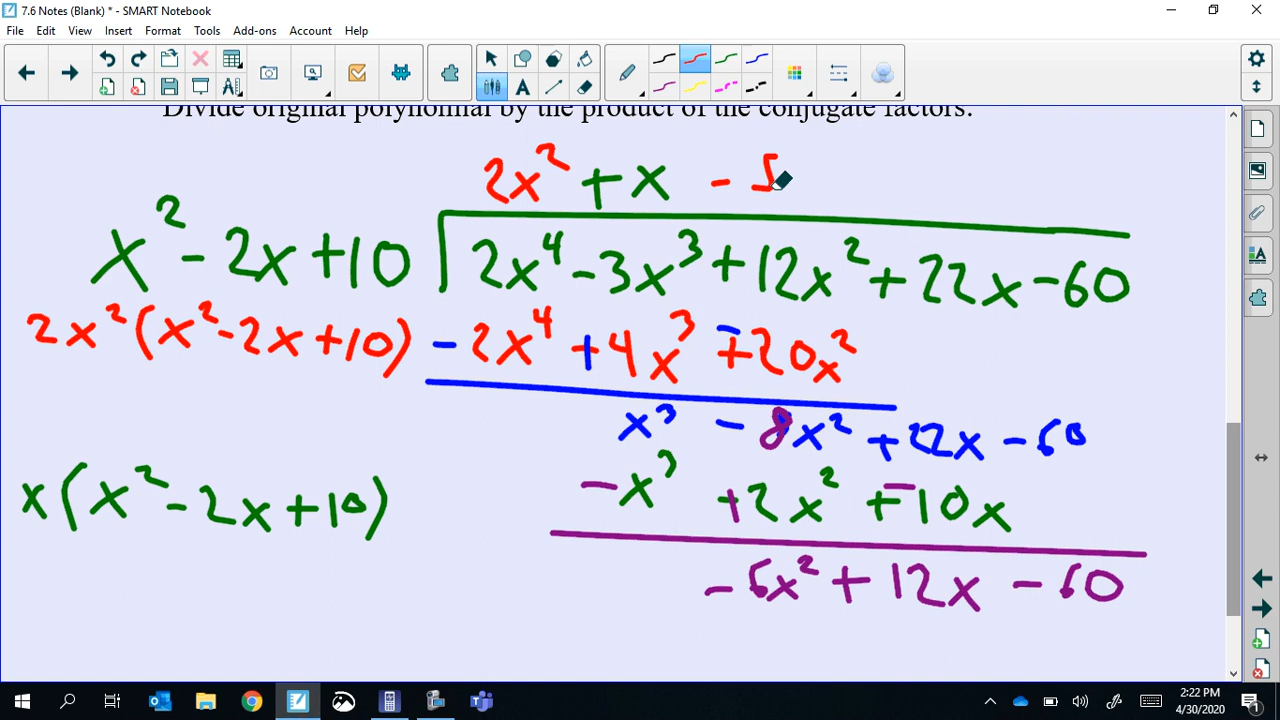 7.6 Notes (Blank) * - SMART Notebook
File Edit View Insert Format Tools Add-ons Account Help
Divide original polynomial by the product of the conjugate factors.
2x² + x -
x² - 2x + 10 2x⁴ - 3x³ + 12x² + 22x - 60
2x² (x² - 2x + 10) - 2x⁴ + 4x³ - 20x²
x³ - 8x² + 22x - 60
- x³ + 2x² - 10x
x (x² - 2x + 10)
- 6x² + 12x - 60
2:22 PM
4/30/2020